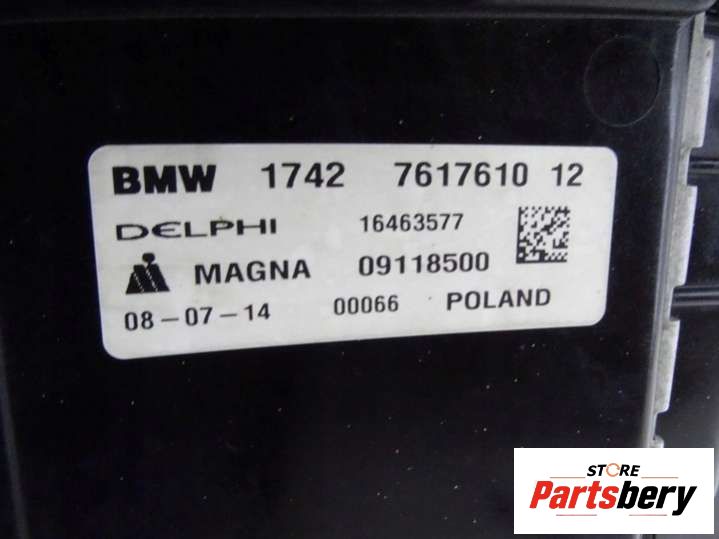 BMW 1742 7617610 12
DELPHI 16463577
MAGNA 09118500
08-07-14 00066 POLAND
STORE
Partsbery